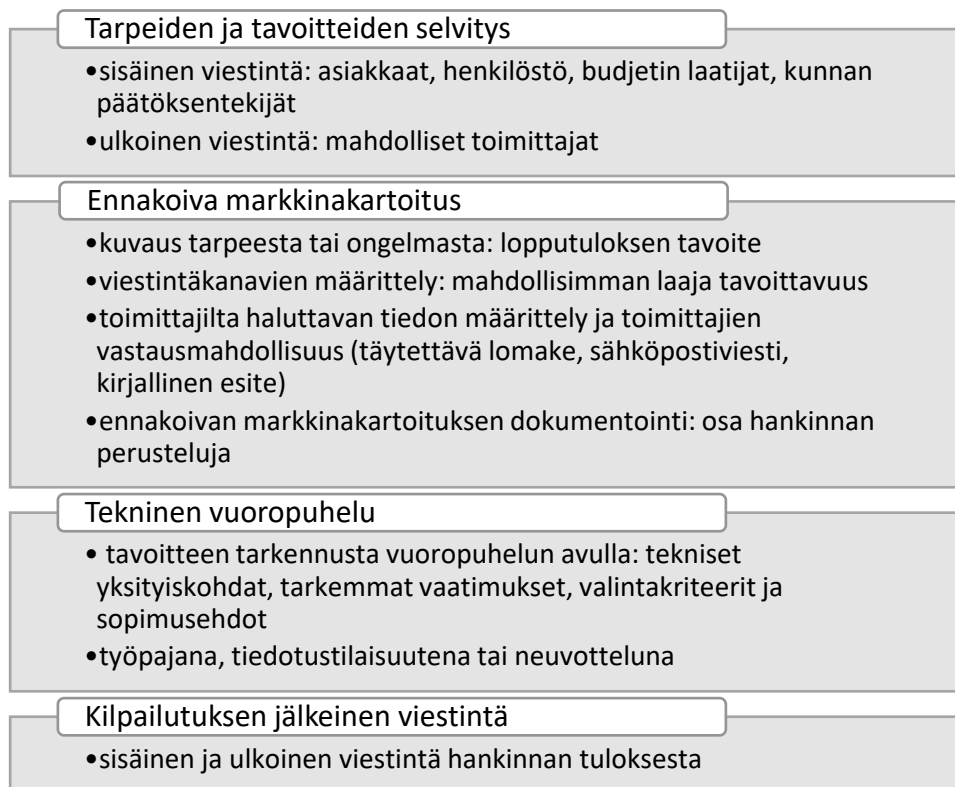 Tarpeiden ja tavoitteiden selvitys
•sisäinen viestintä: asiakkaat, henkilöstö, budjetin laatijat, kunnan
päätöksentekijät
•ulkoinen viestintä: mahdolliset toimittajat
Ennakoiva markkinakartoitus
•kuvaus tarpeesta tai ongelmasta: lopputuloksen tavoite
•viestintäkanavien määrittely: mahdollisimman laaja tavoittavuus
•toimittajilta haluttavan tiedon määrittely ja toimittajien
vastausmahdollisuus (täytettävä lomake, sähköpostiviesti,
kirjallinen esite)
•ennakoivan markkinakartoituksen dokumentointi: osa hankinnan
perusteluja
Tekninen vuoropuhelu
• tavoitteen tarkennusta vuoropuhelun avulla: tekniset
yksityiskohdat, tarkemmat vaatimukset, valintakriteerit ja
sopimusehdot
•työpajana, tiedotustilaisuutena tai neuvotteluna
Kilpailutuksen jälkeinen viestintä
•sisäinen ja ulkoinen viestintä hankinnan tuloksesta